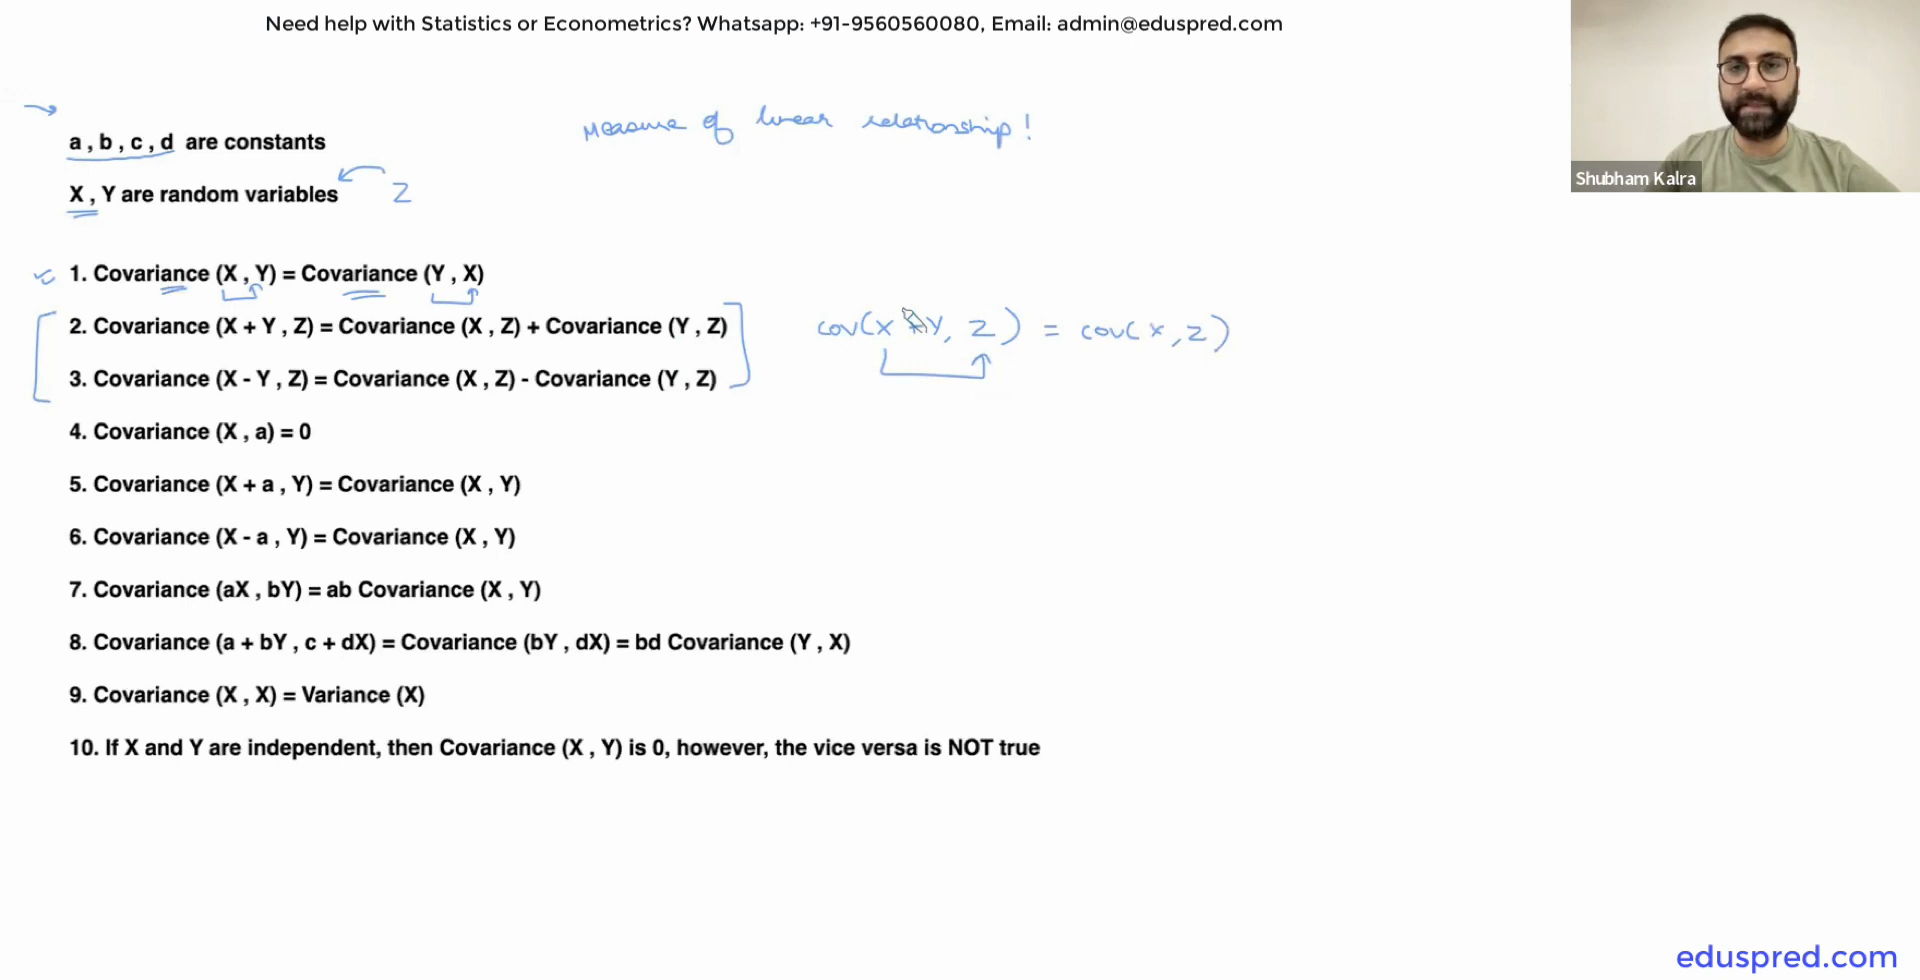 Need help with Statistics or Econometrics? Whatsapp: +91-9560560080, Email: admin@eduspred.com
Shubham Kalra
Measure of linear relationship!
a , b , c , d are constants
X , Y are random variables
Z
1. Covariance (X , Y) = Covariance (Y , X)
2. Covariance (X + Y , Z) = Covariance (X , Z) + Covariance (Y , Z)
cov(X + Y, Z) = cov(X, Z)
3. Covariance (X - Y , Z) = Covariance (X , Z) - Covariance (Y , Z)
4. Covariance (X , a) = 0
5. Covariance (X + a , Y) = Covariance (X , Y)
6. Covariance (X - a , Y) = Covariance (X , Y)
7. Covariance (aX , bY) = ab Covariance (X , Y)
8. Covariance (a + bY , c + dX) = Covariance (bY , dX) = bd Covariance (Y , X)
9. Covariance (X , X) = Variance (X)
10. If X and Y are independent, then Covariance (X , Y) is 0, however, the vice versa is NOT true
eduspred.com